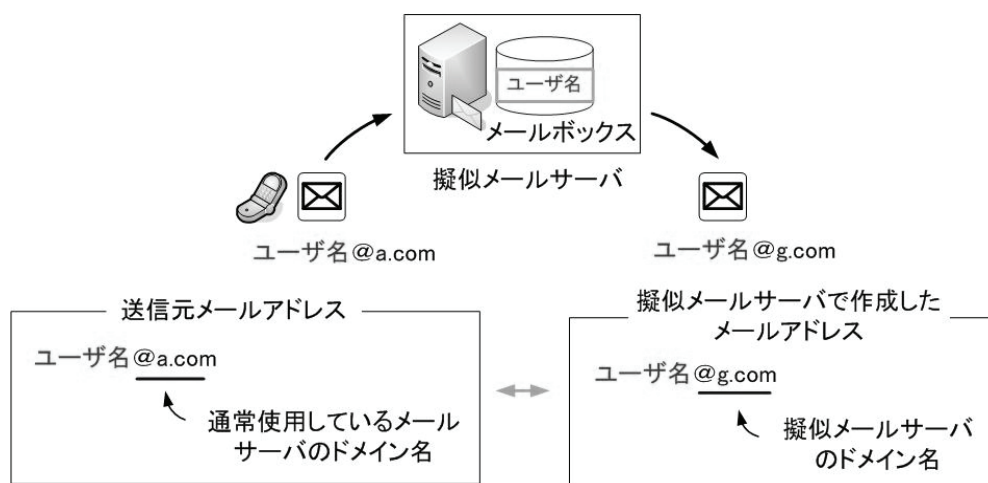 ユーザ名
メールボックス
擬似メールサーバ
ユーザ名@a.com
ユーザ名@g.com
送信元メールアドレス
ユーザ名@a.com
通常使用しているメール
サーバのドメイン名
擬似メールサーバで作成した
メールアドレス
ユーザ名@g.com
擬似メールサーバ
のドメイン名